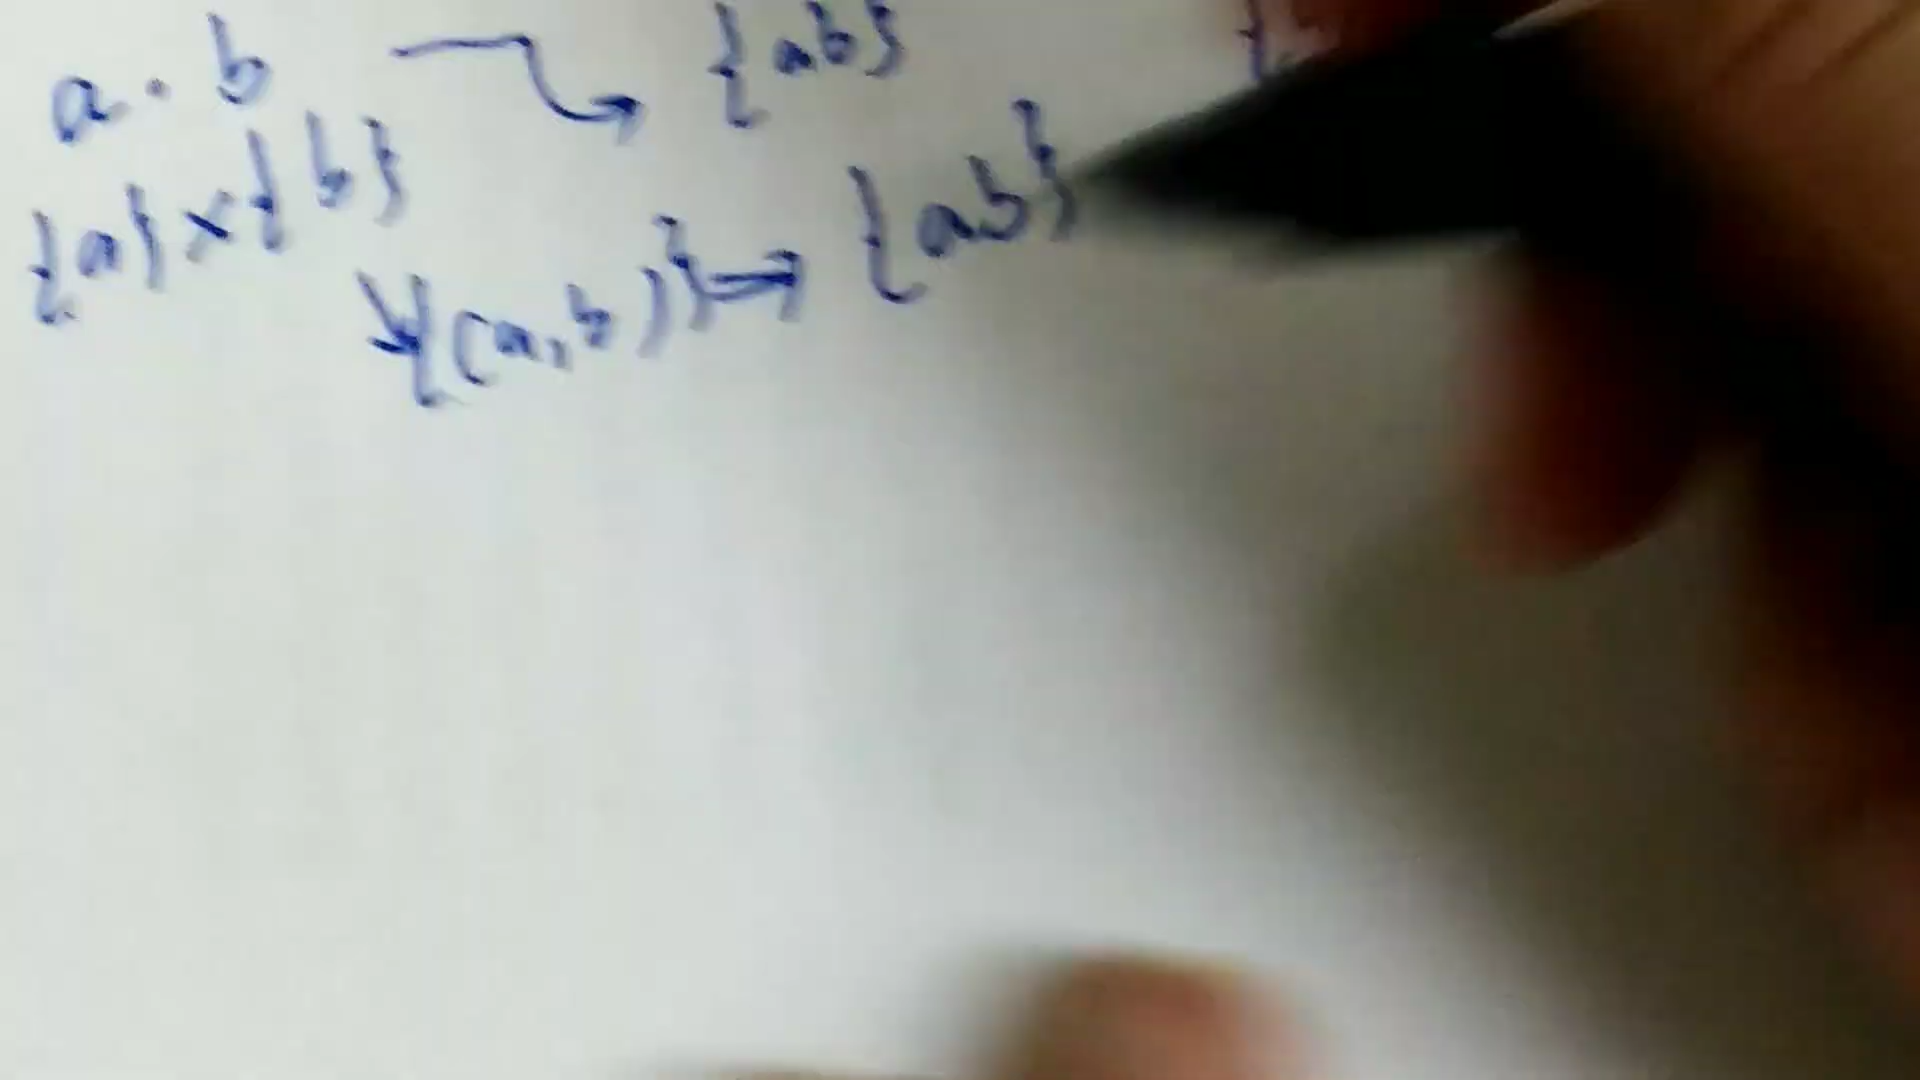 a · b → {ab}
{a} × {b}
↘ {(a,b)} → {ab}